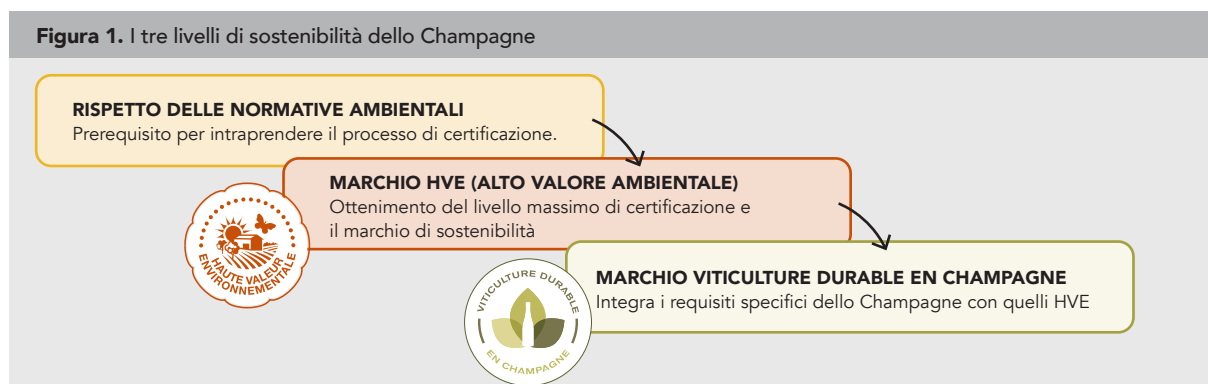 Figura 1. I tre livelli di sostenibilità dello Champagne
RISPETTO DELLE NORMATIVE AMBIENTALI
Prerequisito per intraprendere il processo di certificazione.
MARCHIO HVE (ALTO VALORE AMBIENTALE)
Ottenimento del livello massimo di certificazione e
il marchio di sostenibilità
HAUTE VALEUR
ENVIRONNEMENTALE
MARCHIO VITICULTURE DURABLE EN CHAMPAGNE
Integra i requisiti specifici dello Champagne con quelli HVE
VITICULTURE DURABLE
EN CHAMPAGNE